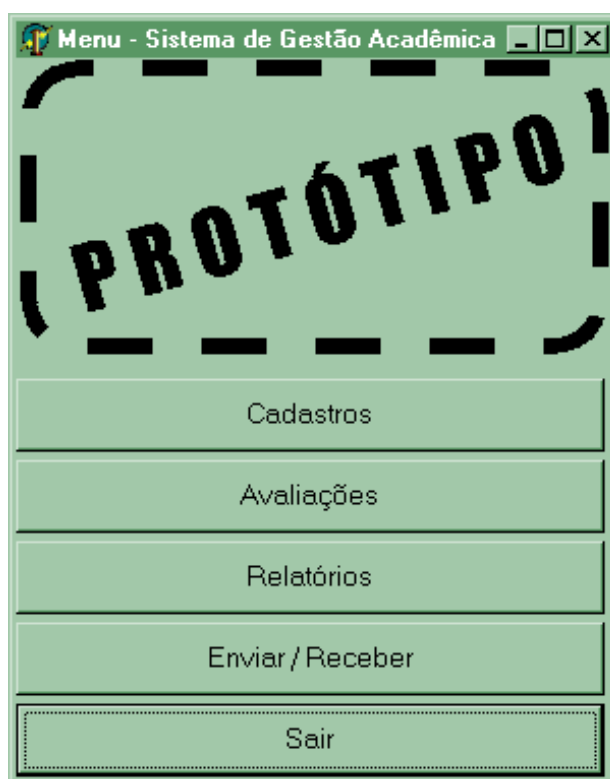 Menu - Sistema de Gestão Acadêmica
PROTÓTIPO
Cadastros
Avaliações
Relatórios
Enviar / Receber
Sair